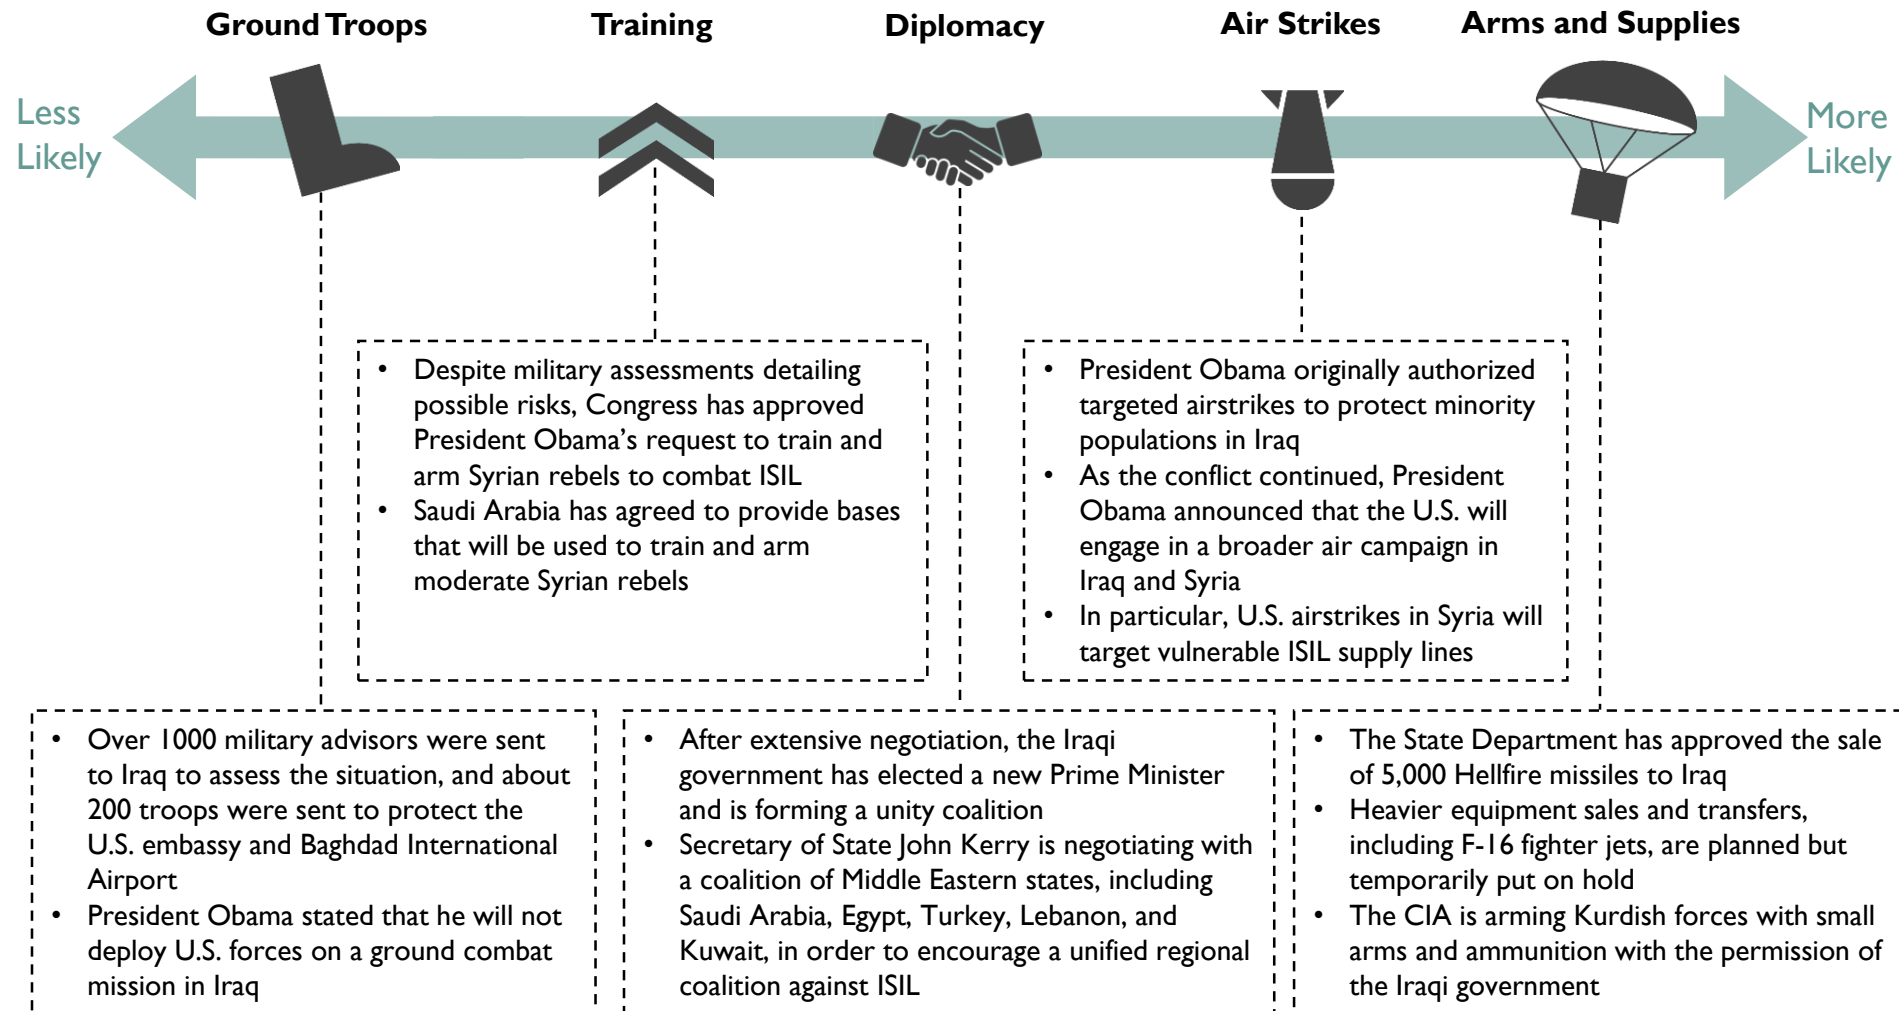 Ground Troops
Training
Diplomacy
Air Strikes
Arms and Supplies
Less
Likely
More
Likely
• Despite military assessments detailing
possible risks, Congress has approved
President Obama’s request to train and
arm Syrian rebels to combat ISIL
• Saudi Arabia has agreed to provide bases
that will be used to train and arm
moderate Syrian rebels
• President Obama originally authorized
targeted airstrikes to protect minority
populations in Iraq
• As the conflict continued, President
Obama announced that the U.S. will
engage in a broader air campaign in
Iraq and Syria
• In particular, U.S. airstrikes in Syria will
target vulnerable ISIL supply lines
• Over 1000 military advisors were sent
to Iraq to assess the situation, and about
200 troops were sent to protect the
U.S. embassy and Baghdad International
Airport
• President Obama stated that he will not
deploy U.S. forces on a ground combat
mission in Iraq
• After extensive negotiation, the Iraqi
government has elected a new Prime Minister
and is forming a unity coalition
• Secretary of State John Kerry is negotiating with
a coalition of Middle Eastern states, including
Saudi Arabia, Egypt, Turkey, Lebanon, and
Kuwait, in order to encourage a unified regional
coalition against ISIL
• The State Department has approved the sale
of 5,000 Hellfire missiles to Iraq
• Heavier equipment sales and transfers,
including F-16 fighter jets, are planned but
temporarily put on hold
• The CIA is arming Kurdish forces with small
arms and ammunition with the permission of
the Iraqi government